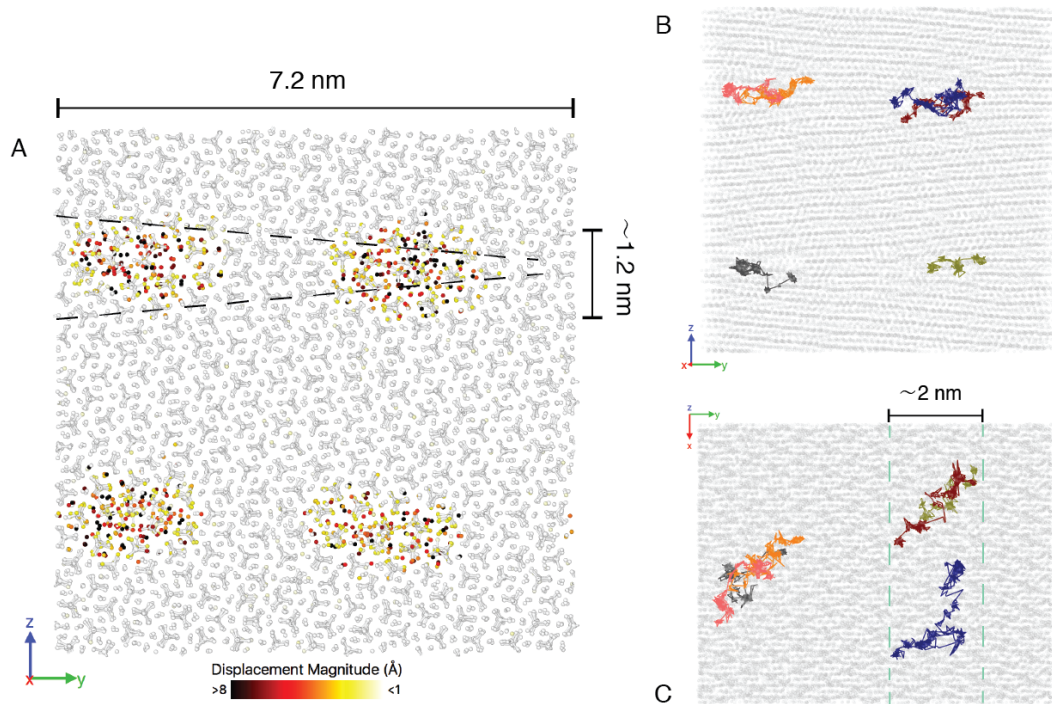 7.2 nm
A
~1.2 nm
z
x
y
Displacement Magnitude (Å)
>8 <1
B
z
x
y
z
y
x
~2 nm
C